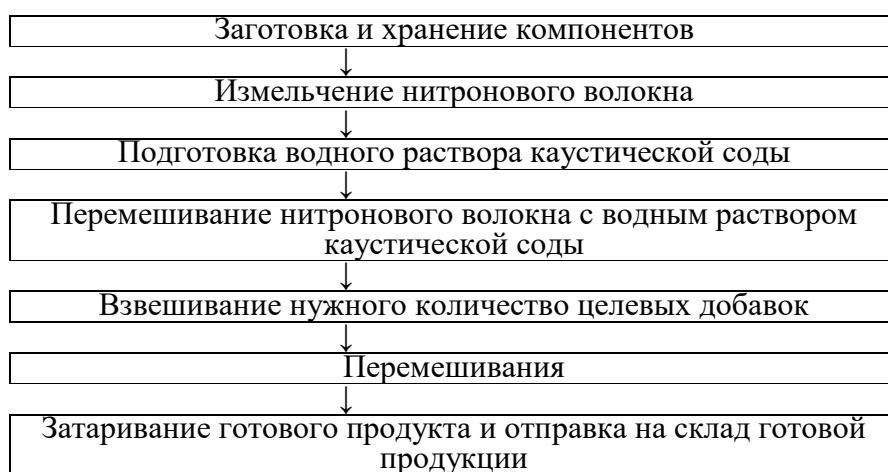 Заготовка и хранение компонентов
↓
Измельчение нитронового волокна
↓
Подготовка водного раствора каустической соды
↓
Перемешивание нитронового волокна с водным раствором
каустической соды
↓
Взвешивание нужного количество целевых добавок
↓
Перемешивания
↓
Затаривание готового продукта и отправка на склад готовой
продукции